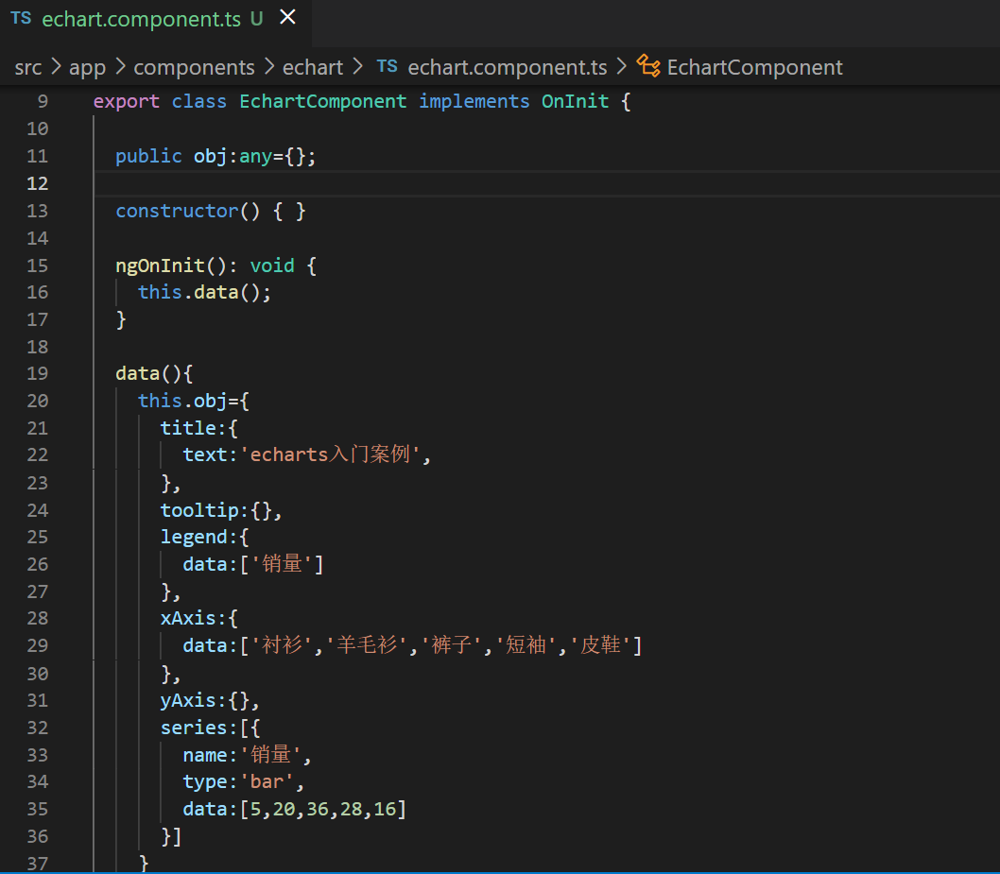 TS echart.component.ts U ✕
src > app > components > echart > TS echart.component.ts > EchartComponent
9 export class EchartComponent implements OnInit {
10
11 public obj:any={};
12
13 constructor() { }
14
15 ngOnInit(): void {
16 this.data();
17 }
18
19 data(){
20 this.obj={
21 title:{
22 text:'echarts入门案例',
23 },
24 tooltip:{},
25 legend:{
26 data:['销量']
27 },
28 xAxis:{
29 data:['衬衫','羊毛衫','裤子','短袖','皮鞋']
30 },
31 yAxis:{},
32 series:[{
33 name:'销量',
34 type:'bar',
35 data:[5,20,36,28,16]
36 }]
37 }